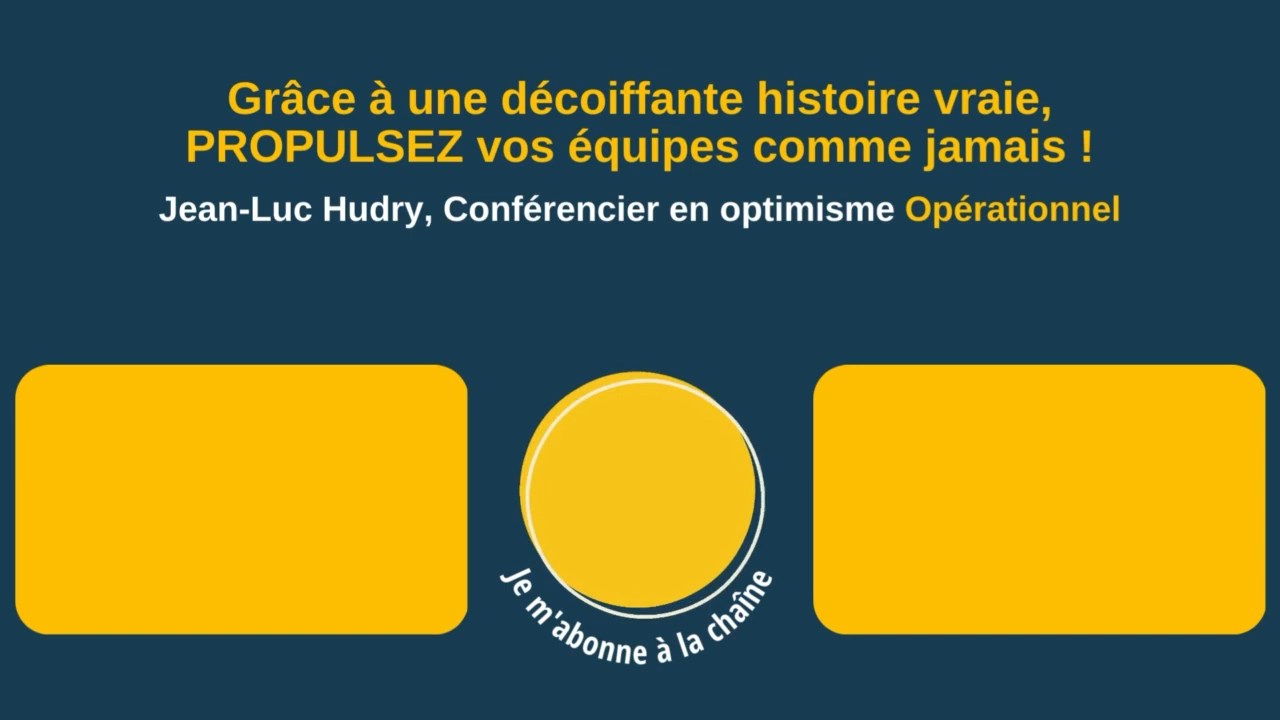 Grâce à une décoiffante histoire vraie,
PROPULSEZ vos équipes comme jamais !
Jean-Luc Hudry, Conférencier en optimisme Opérationnel
Je m'abonne à la chaîne